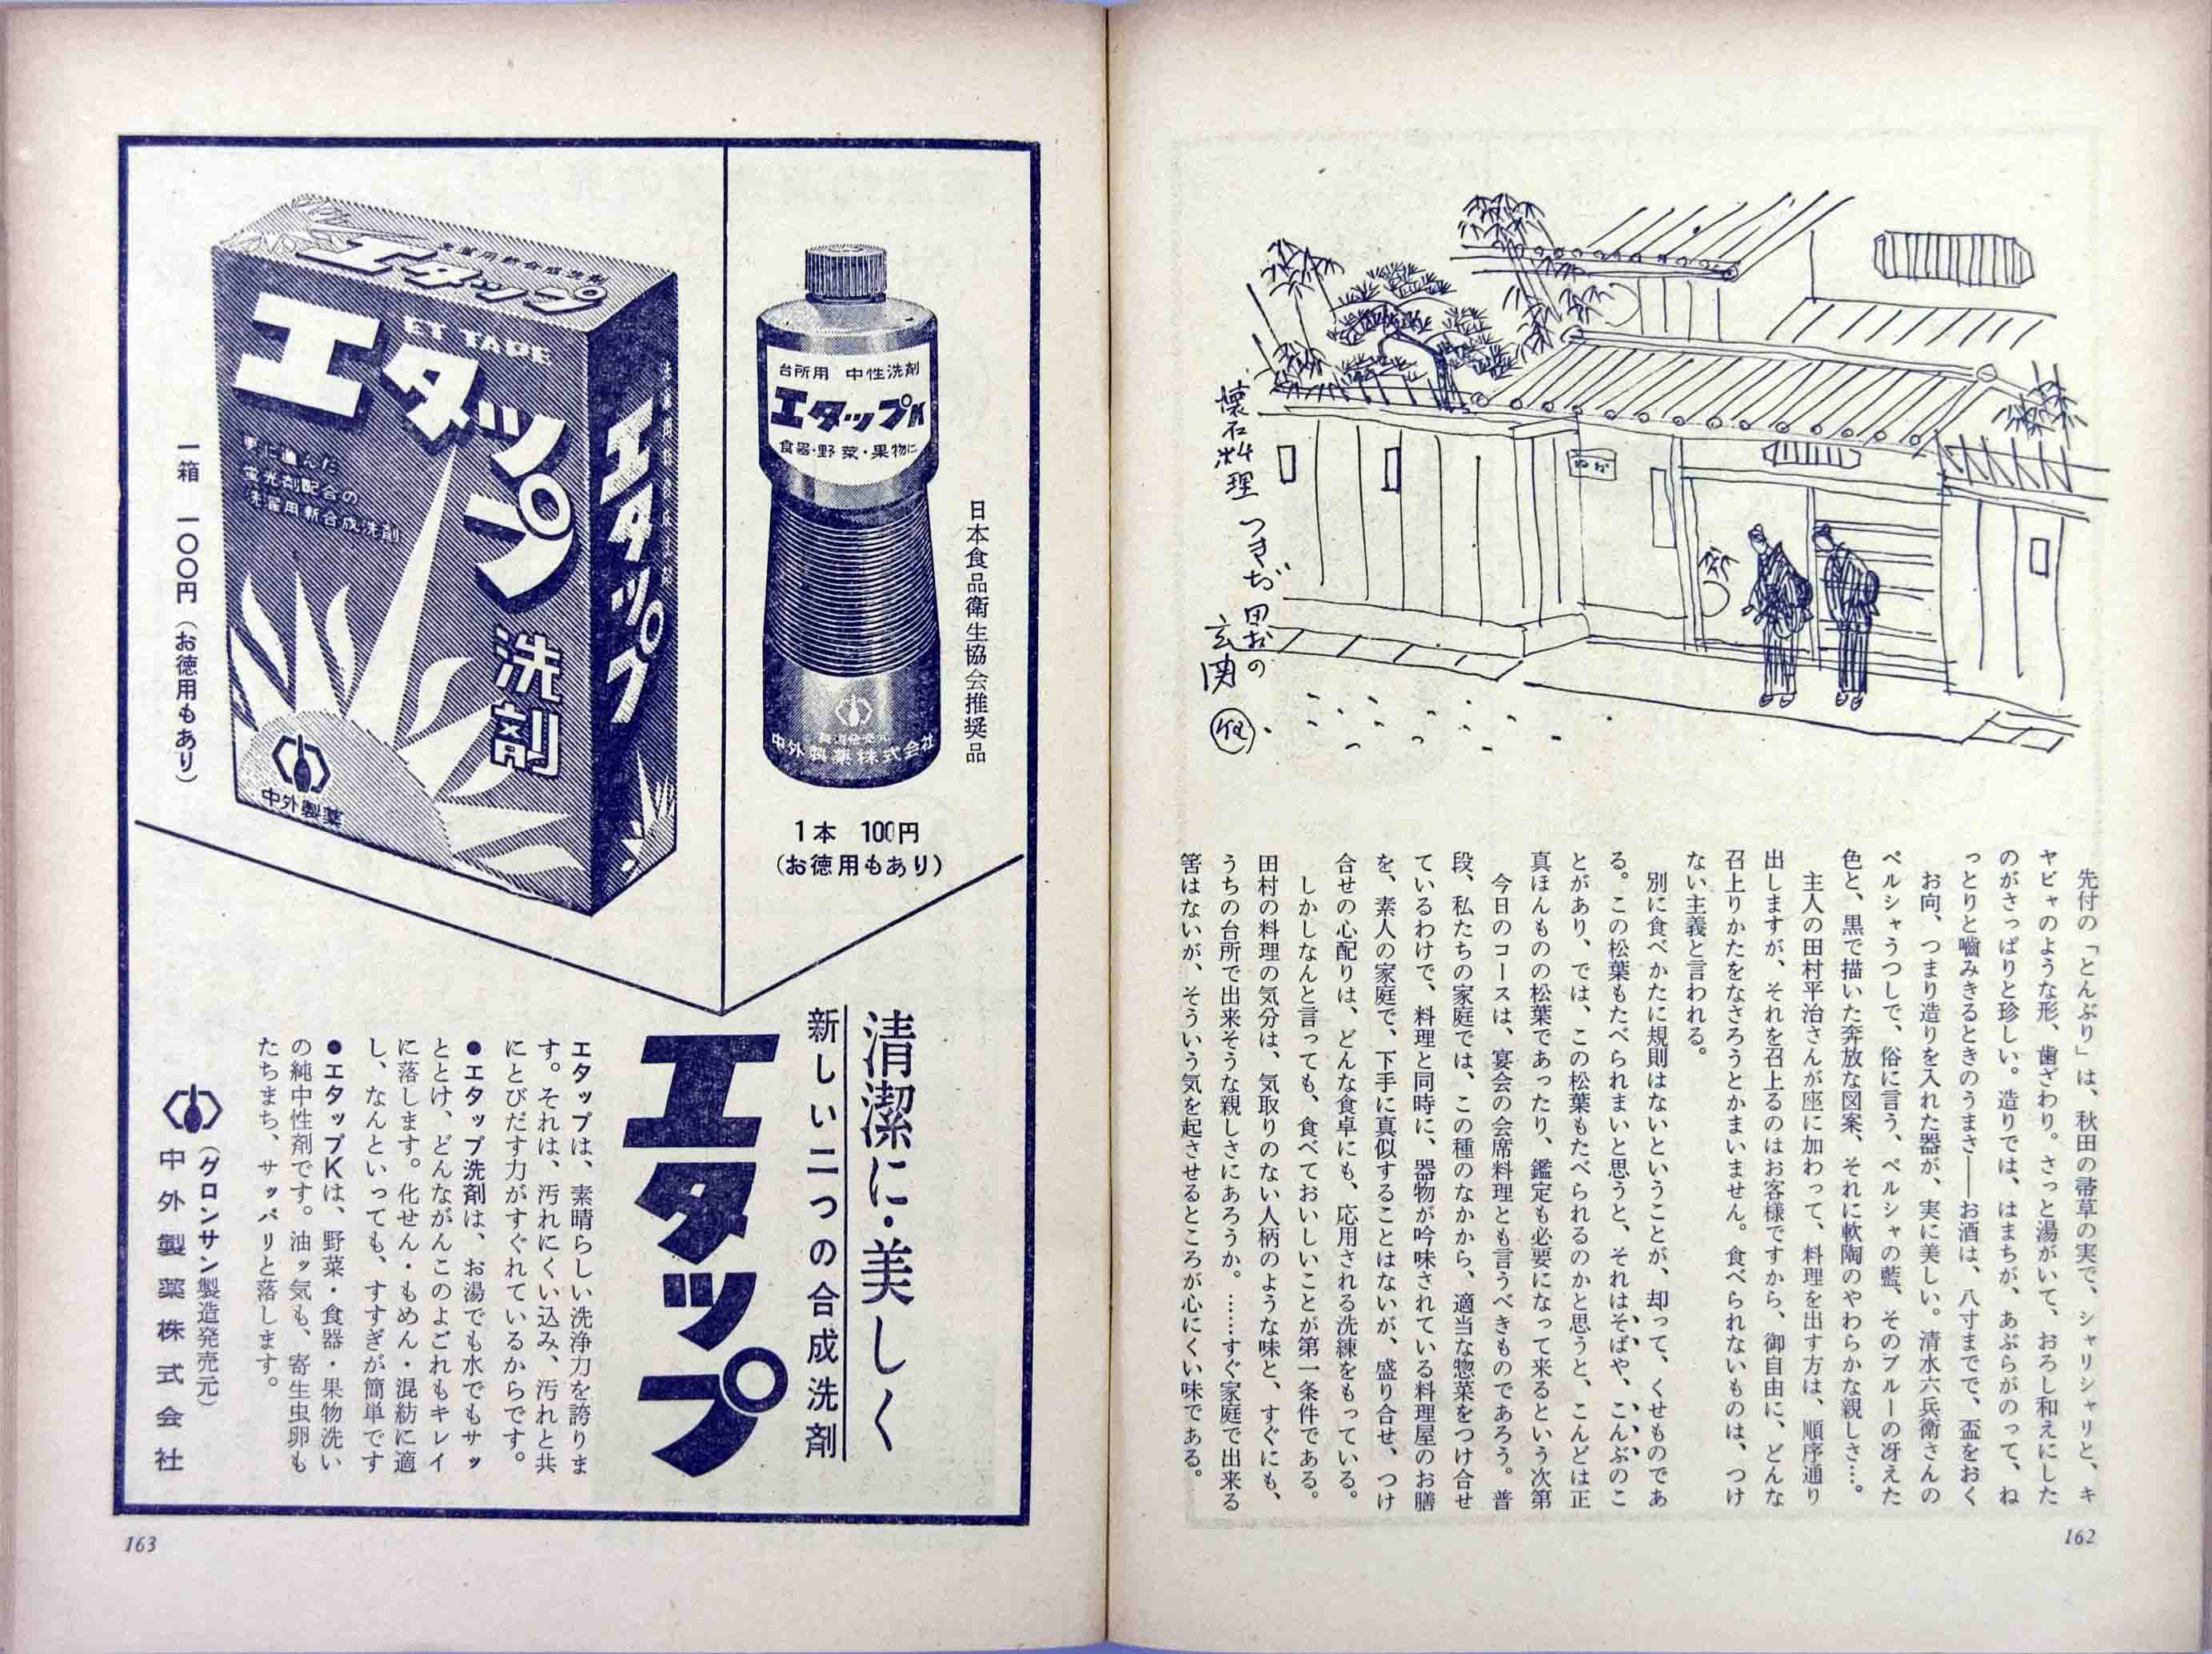 懐石料理 つきぢ 田むらの
玄関
先付の「とんぶり」は、秋田の箒草の実で、シャリシャリと、キ
ャビャのような形、歯ざわり。さっと湯がいて、おろし和えにした
のがさっぱりと珍しい。造りでは、はまちが、あぶらがのって、ね
っとりと嚙みきるときのうまさ――お酒は、八寸までで、盃をおく
お向、つまり造りを入れた器が、実に美しい。清水六兵衛さんの
ペルシャうつしで、俗に言う、ペルシャの藍、そのブルーの冴えた
色と、黒で描いた奔放な図案、それに軟陶のやわらかな親しさ…。
主人の田村平治さんが座に加わって、料理を出す方は、順序通り
出しますが、それを召上るのはお客様ですから、御自由に、どんな
召上りかたをなさろうとかまいません。食べられないものは、つけ
ない主義と言われる。
別に食べかたに規則はないということが、却って、くせものであ
る。この松葉もたべられまいと思うと、それはそばや、こんぶのこ
とがあり、では、この松葉もたべられるのかと思うと、こんどは正
真ほんものの松葉であったり、鑑定も必要になって来るという次第
今日のコースは、宴会の会席料理とも言うべきものであろう。普
段、私たちの家庭では、この種のなかから、適当な惣菜をつけ合せ
ているわけで、料理と同時に、器物が吟味されている料理屋のお膳
を、素人の家庭で、下手に真似することはないが、盛り合せ、つけ
合せの心配りは、どんな食卓にも、応用される洗練をもっている。
しかしなんと言っても、食べておいしいことが第一条件である。
田村の料理の気分は、気取りのない人柄のような味と、すぐにも、
うちの台所で出来そうな親しさにあろうか。……すぐ家庭で出来る
筈はないが、そういう気を起させるところが心にくい味である。
162
日本食品衛生協会推奨品
台所用 中性洗剤
エタップK
食器・野菜・果物に
中外製薬株式会社
1本 100円
(お徳用もあり)
洗濯用新合成洗剤
エタップ
ET TAPE
エタップ
更に進んだ
螢光剤配合の
洗濯用新合成洗剤
洗剤
中外製薬
エタップ
一箱 一〇〇円(お徳用もあり)
清潔に・美しく
新しい二つの合成洗剤
エタップ
エタップは、素晴らしい洗浄力を誇りま
す。それは、汚れにくい込み、汚れと共
にとびだす力がすぐれているからです。
●エタップ洗剤は、お湯でも水でもサッ
ととけ、どんながんこのよごれもキレイ
に落します。化せん・もめん・混紡に適
し、なんといっても、すすぎが簡単です
●エタップKは、野菜・食器・果物洗い
の純中性剤です。油ッ気も、寄生虫卵も
たちまち、サッパリと落します。
(グロンサン製造発売元)
中外製薬株式会社
163